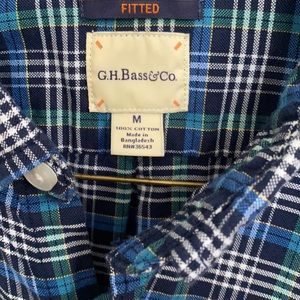 FITTED
G.H.Bass&Co.
M
100% COTTON
Made in
Bangladesh
RN#36543